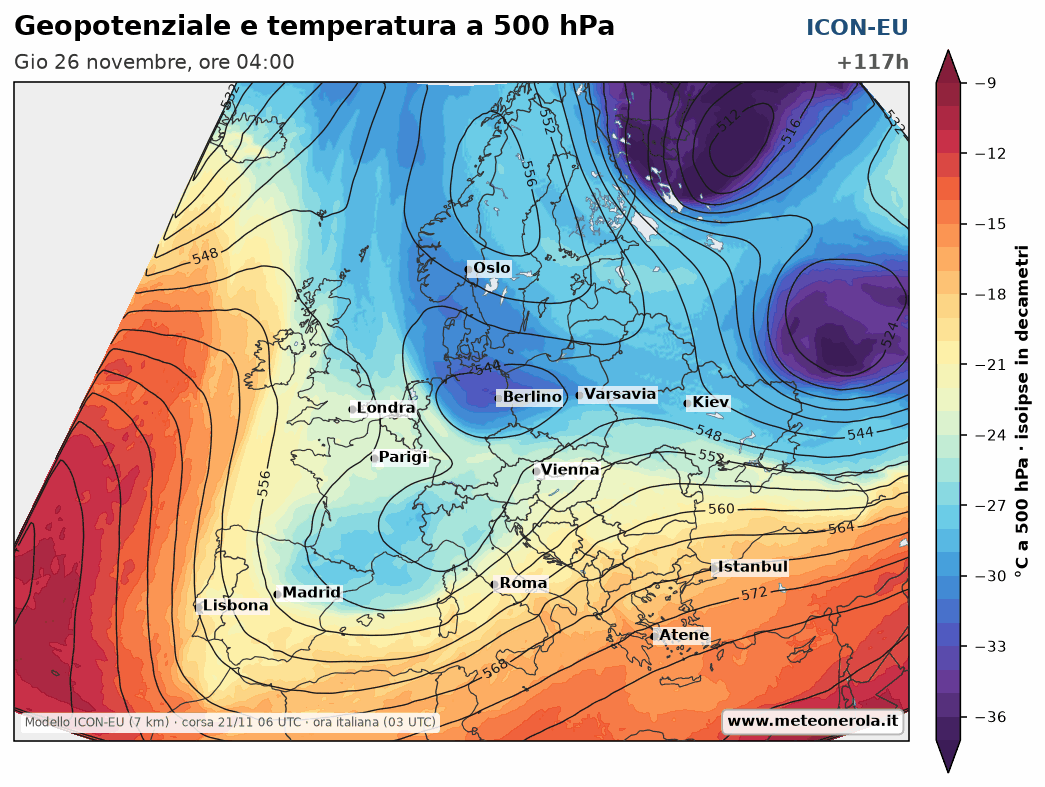 Geopotenziale e temperatura a 500 hPa
ICON-EU
Gio 26 novembre, ore 04:00
+117h
532
512
516
532
552
556
548
524
Oslo
544
Berlino
Varsavia
Kiev
Londra
548
544
Parigi
552
Vienna
556
560
564
Istanbul
Roma
Madrid
572
Lisbona
Atene
568
Modello ICON-EU (7 km) · corsa 21/11 06 UTC · ora italiana (03 UTC)
www.meteonerola.it
−9
−12
−15
−18
−21
−24
−27
−30
−33
−36
°C a 500 hPa · isoipse in decametri